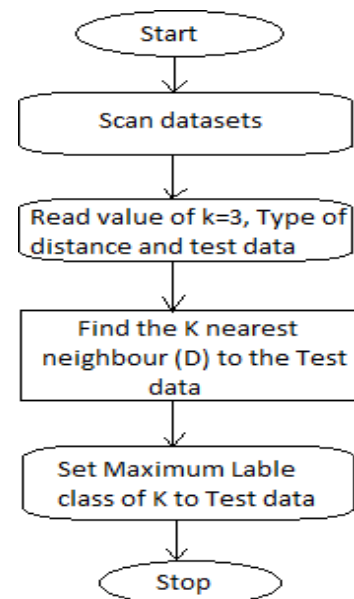 Start
Scan datasets
Read value of k=3, Type of
distance and test data
Find the K nearest
neighbour (D) to the Test
data
Set Maximum Lable
class of K to Test data
Stop